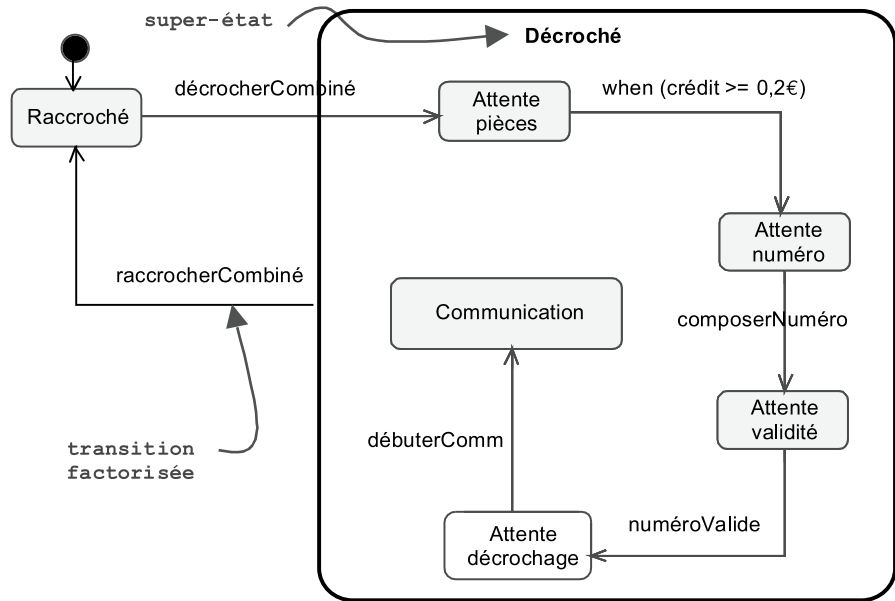 super-état
Décroché
décrocherCombiné
Raccroché
Attente
pièces
when (crédit >= 0,2€)
Attente
numéro
raccrocherCombiné
Communication
composerNuméro
Attente
validité
débuterComm
transition
factorisée
numéroValide
Attente
décrochage